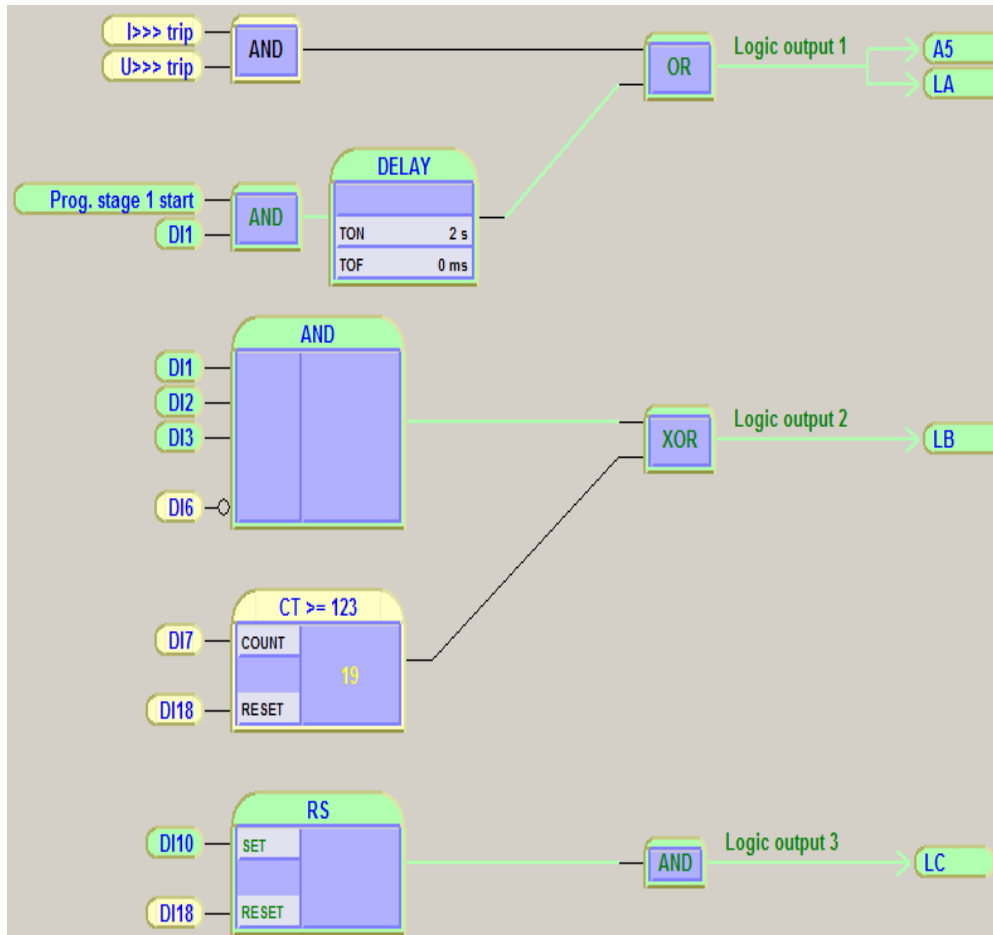 I>>> trip
U>>> trip
AND
OR
Logic output 1
A5
LA
Prog. stage 1 start
DI1
AND
DELAY
TON 2 s
TOF 0 ms
AND
DI1
DI2
DI3
DI6
XOR
Logic output 2
LB
CT >= 123
DI7
COUNT
19
DI18
RESET
RS
DI10
SET
DI18
RESET
AND
Logic output 3
LC